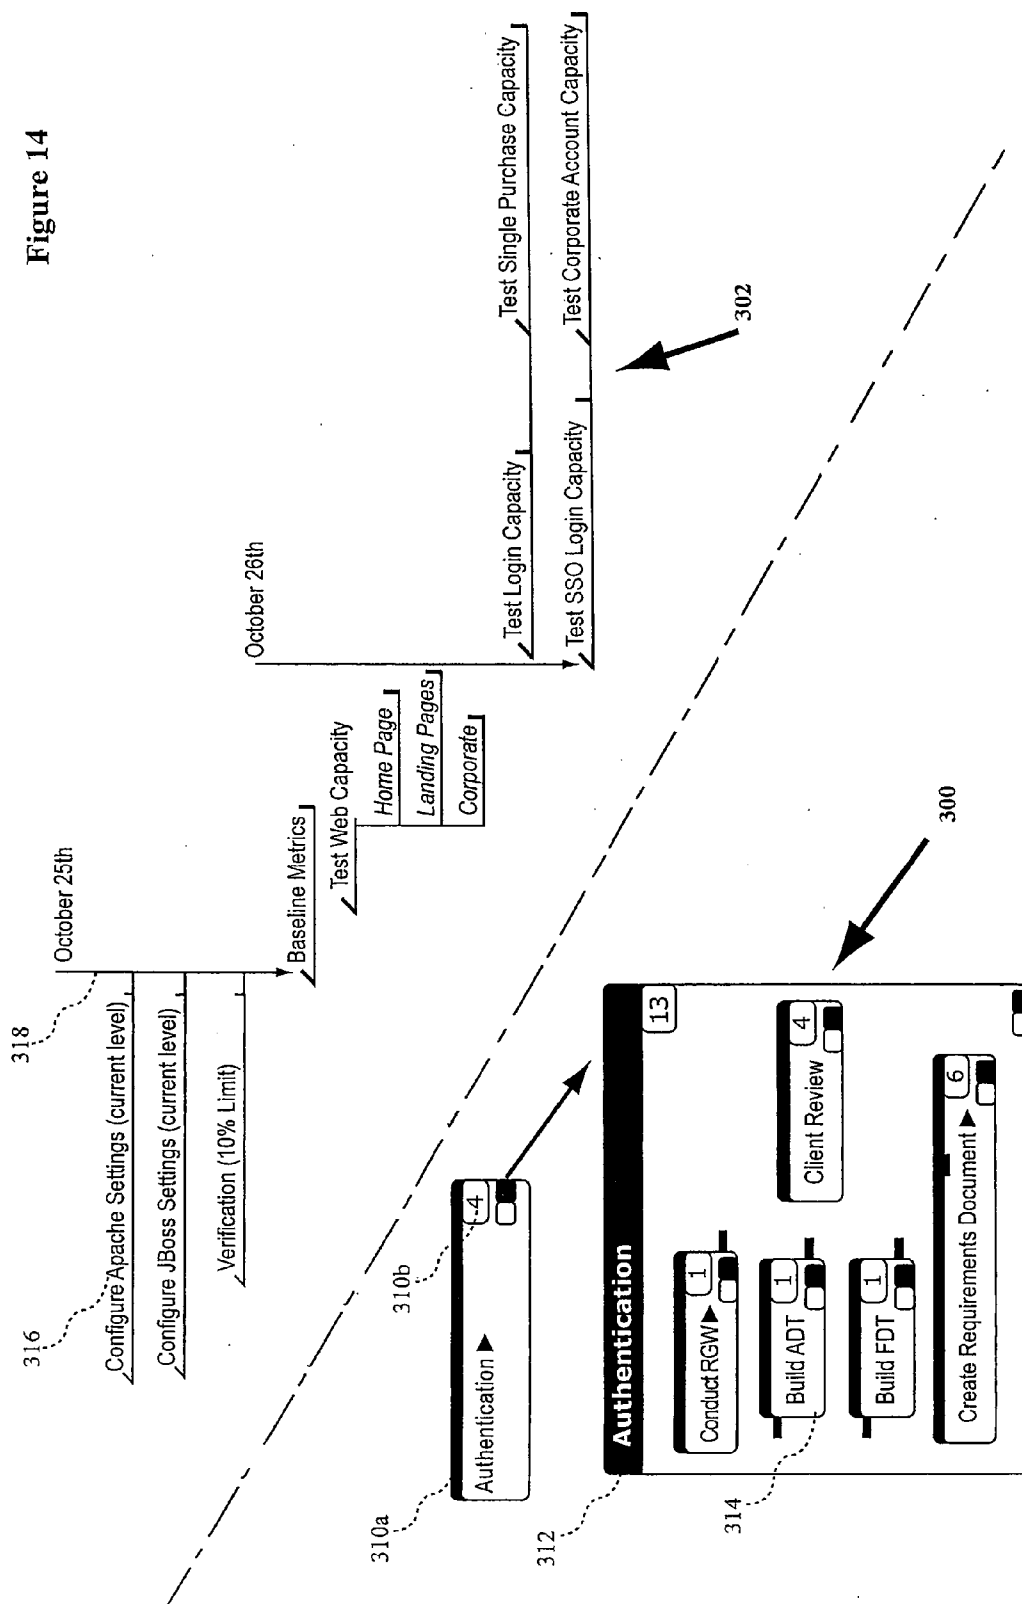 Figure 14
318
October 25th
316
Configure Apache Settings (current level)
Configure JBoss Settings (current level)
Verification (10% Limit)
Baseline Metrics
Test Web Capacity
Home Page
Landing Pages
Corporate
October 26th
Test Login Capacity
Test Single Purchase Capacity
Test SSO Login Capacity
Test Corporate Account Capacity
302
310a
310b
Authentication ▶
4
300
312
Authentication
13
Conduct RGW▶
1
Build ADT
1
314
Build FDT
1
Client Review
4
Create Requirements Document ▶
6